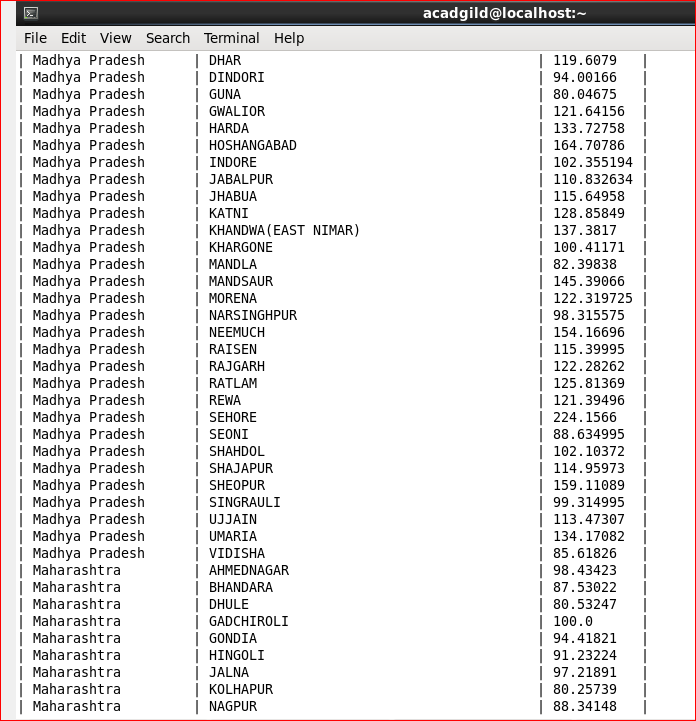 acadgild@localhost:~
File Edit View Search Terminal Help
| Madhya Pradesh | DHAR | 119.6079 |
| Madhya Pradesh | DINDORI | 94.00166 |
| Madhya Pradesh | GUNA | 80.04675 |
| Madhya Pradesh | GWALIOR | 121.64156 |
| Madhya Pradesh | HARDA | 133.72758 |
| Madhya Pradesh | HOSHANGABAD | 164.70786 |
| Madhya Pradesh | INDORE | 102.355194 |
| Madhya Pradesh | JABALPUR | 110.832634 |
| Madhya Pradesh | JHABUA | 115.64958 |
| Madhya Pradesh | KATNI | 128.85849 |
| Madhya Pradesh | KHANDWA(EAST NIMAR) | 137.3817 |
| Madhya Pradesh | KHARGONE | 100.41171 |
| Madhya Pradesh | MANDLA | 82.39838 |
| Madhya Pradesh | MANDSAUR | 145.39066 |
| Madhya Pradesh | MORENA | 122.319725 |
| Madhya Pradesh | NARSINGHPUR | 98.315575 |
| Madhya Pradesh | NEEMUCH | 154.16696 |
| Madhya Pradesh | RAISEN | 115.39995 |
| Madhya Pradesh | RAJGARH | 122.28262 |
| Madhya Pradesh | RATLAM | 125.81369 |
| Madhya Pradesh | REWA | 121.39496 |
| Madhya Pradesh | SEHORE | 224.1566 |
| Madhya Pradesh | SEONI | 88.634995 |
| Madhya Pradesh | SHAHDOL | 102.10372 |
| Madhya Pradesh | SHAJAPUR | 114.95973 |
| Madhya Pradesh | SHEOPUR | 159.11089 |
| Madhya Pradesh | SINGRAULI | 99.314995 |
| Madhya Pradesh | UJJAIN | 113.47307 |
| Madhya Pradesh | UMARIA | 134.17082 |
| Madhya Pradesh | VIDISHA | 85.61826 |
| Maharashtra | AHMEDNAGAR | 98.43423 |
| Maharashtra | BHANDARA | 87.53022 |
| Maharashtra | DHULE | 80.53247 |
| Maharashtra | GADCHIROLI | 100.0 |
| Maharashtra | GONDIA | 94.41821 |
| Maharashtra | HINGOLI | 91.23224 |
| Maharashtra | JALNA | 97.21891 |
| Maharashtra | KOLHAPUR | 80.25739 |
| Maharashtra | NAGPUR | 88.34148 |